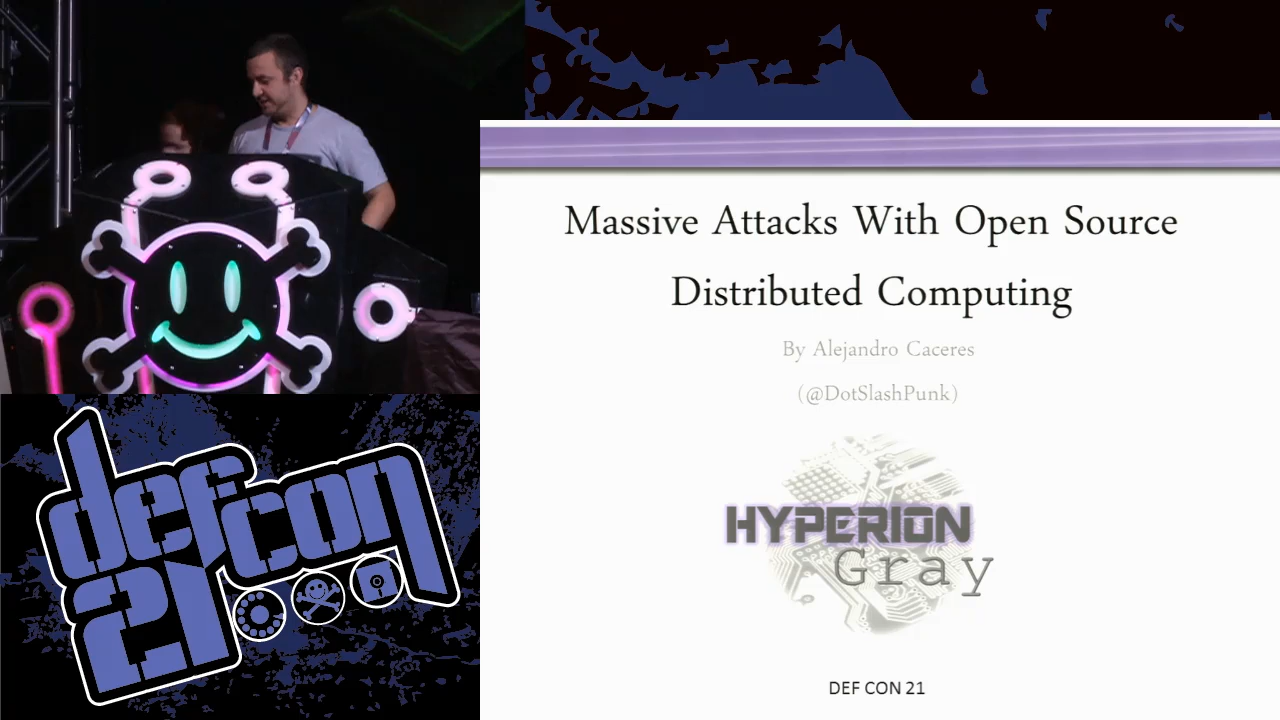 Massive Attacks With Open Source
Distributed Computing
By Alejandro Caceres
(@DotSlashPunk)
HYPERION
Gray
DEF CON 21
defcon
21